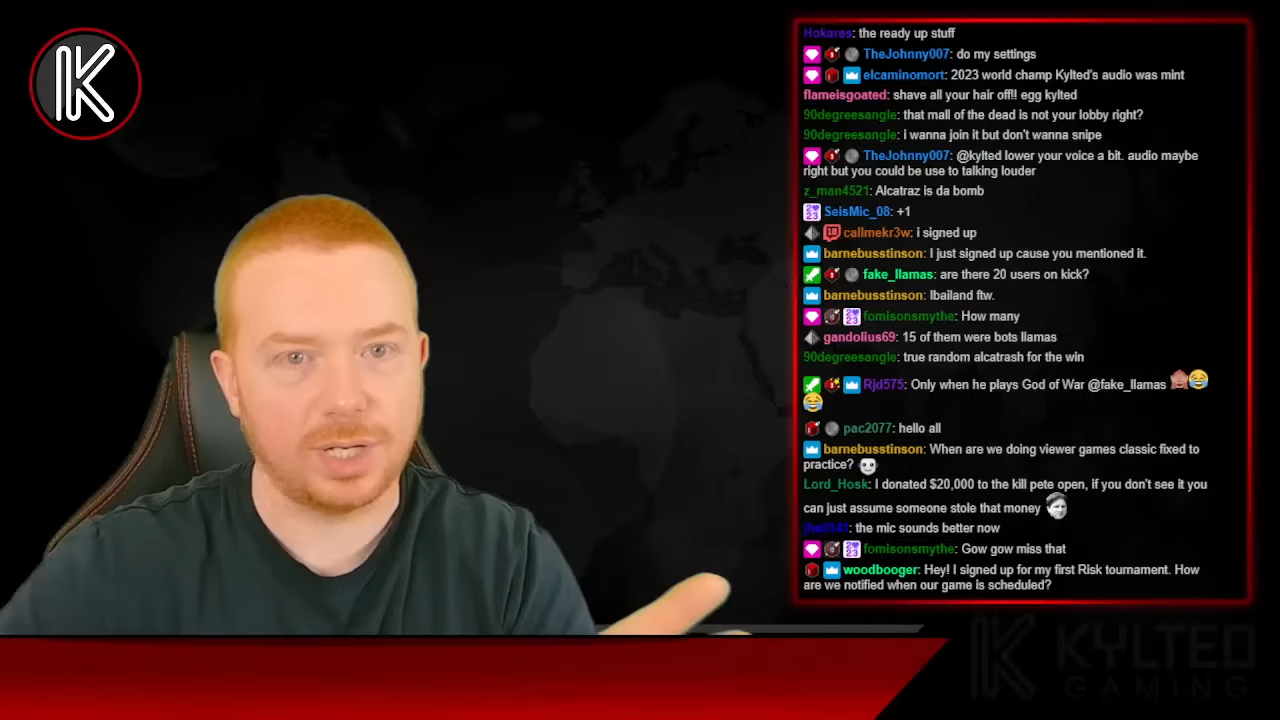 K
Hokaras: the ready up stuff
TheJohnny007: do my settings
elcaminomort: 2023 world champ Kylted's audio was mint
flameisgoated: shave all your hair off!! egg kylted
90degreesangle: that mall of the dead is not your lobby right?
90degreesangle: i wanna join it but don't wanna snipe
TheJohnny007: @kylted lower your voice a bit. audio maybe
right but you could be use to talking louder
z_man4521: Alcatraz is da bomb
SeisMic_08: +1
callmekr3w: i signed up
barnebusstinson: I just signed up cause you mentioned it.
fake_llamas: are there 20 users on kick?
barnebusstinson: lbailand ftw.
fomisonsmythe: How many
gandolius69: 15 of them were bots llamas
90degreesangle: true random alcatrash for the win
Rjd575: Only when he plays God of War @fake_llamas 🙈😂
😂
pac2077: hello all
barnebusstinson: When are we doing viewer games classic fixed to
practice?
Lord_Hosk: I donated $20,000 to the kill pete open, if you don't see it you
can just assume someone stole that money
the mic sounds better now
fomisonsmythe: Gow gow miss that
woodbooger: Hey! I signed up for my first Risk tournament. How
are we notified when our game is scheduled?
K KYLTED
GAMING